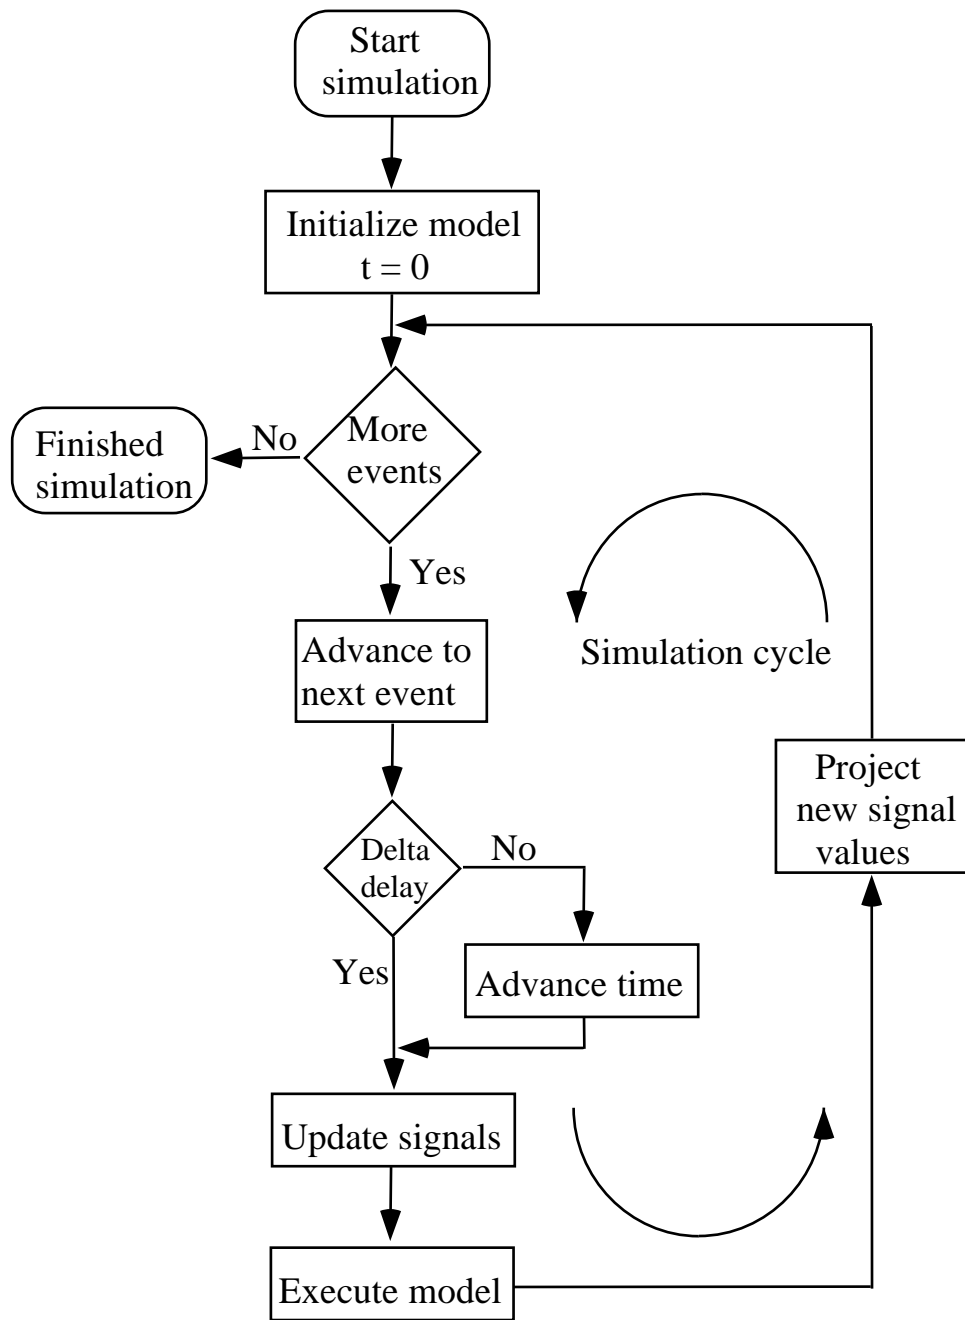 Start
simulation
Initialize model
t = 0
More
events
No
Finished
simulation
Yes
Advance to
next event
Simulation cycle
Delta
delay
No
Yes
Advance time
Project
new signal
values
Update signals
Execute model